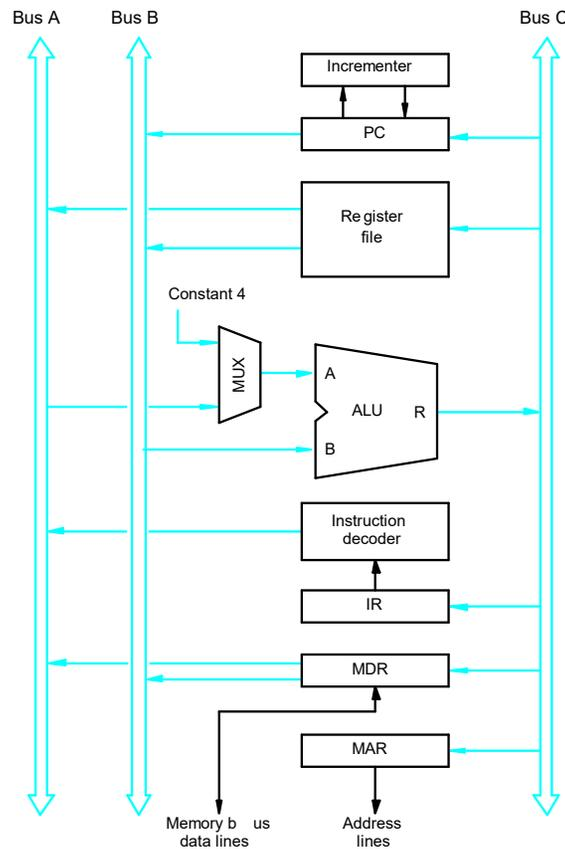 Bus A
Bus B
Bus C
Incrementer
PC
Re gister
file
Constant 4
MUX
A
ALU
R
B
Instruction
decoder
IR
MDR
MAR
Memory b us
data lines
Address
lines